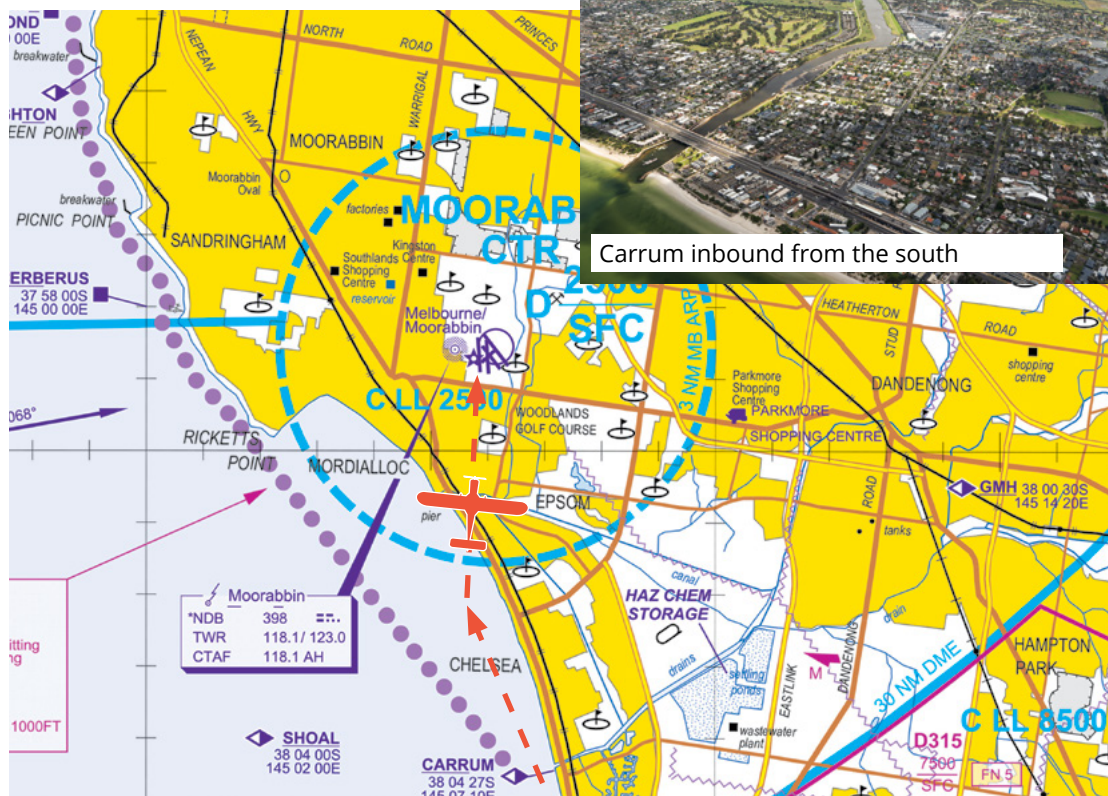 OND
00E
breakwater
NEPEAN
HWY
NORTH
ROAD
PRINCES
HTON
EEN POINT
WARRIGAL
MOORABBIN
Moorabbin
Oval
breakwater
PICNIC POINT
SANDRINGHAM
factories
MOORAB
CTR
D
SFC
Kingston
Centre
Southlands
Shopping
Centre
reservoir
Melbourne/
Moorabbin
Carrum inbound from the south
ERBERUS
37 58 00S
145 00 00E
3 NM MB ARP
HEATHERTON
ROAD
STUD
shopping
centre
DANDENONG
Parkmore
Shopping
Centre
PARKMORE
SHOPPING CENTRE
C LL 2500
WOODLANDS
GOLF COURSE
068°
RICKETTS
POINT
MORDIALLOC
pier
EPSOM
ROAD
GMH 38 00 30S
145 14 20E
tanks
canal
HAZ CHEM
STORAGE
drain
Moorabbin
*NDB 398
TWR 118.1/ 123.0
CTAF 118.1 AH
itting
ng
1000FT
CHELSEA
drains
settling
ponds
EASTLINK
M
DANDENONG
HAMPTON
PARK
30 NM DME
wastewater
plant
C LL 8500
D315
7500
SFC
FN 5
SHOAL
38 04 00S
145 02 00E
CARRUM
38 04 27S
145 07 10E